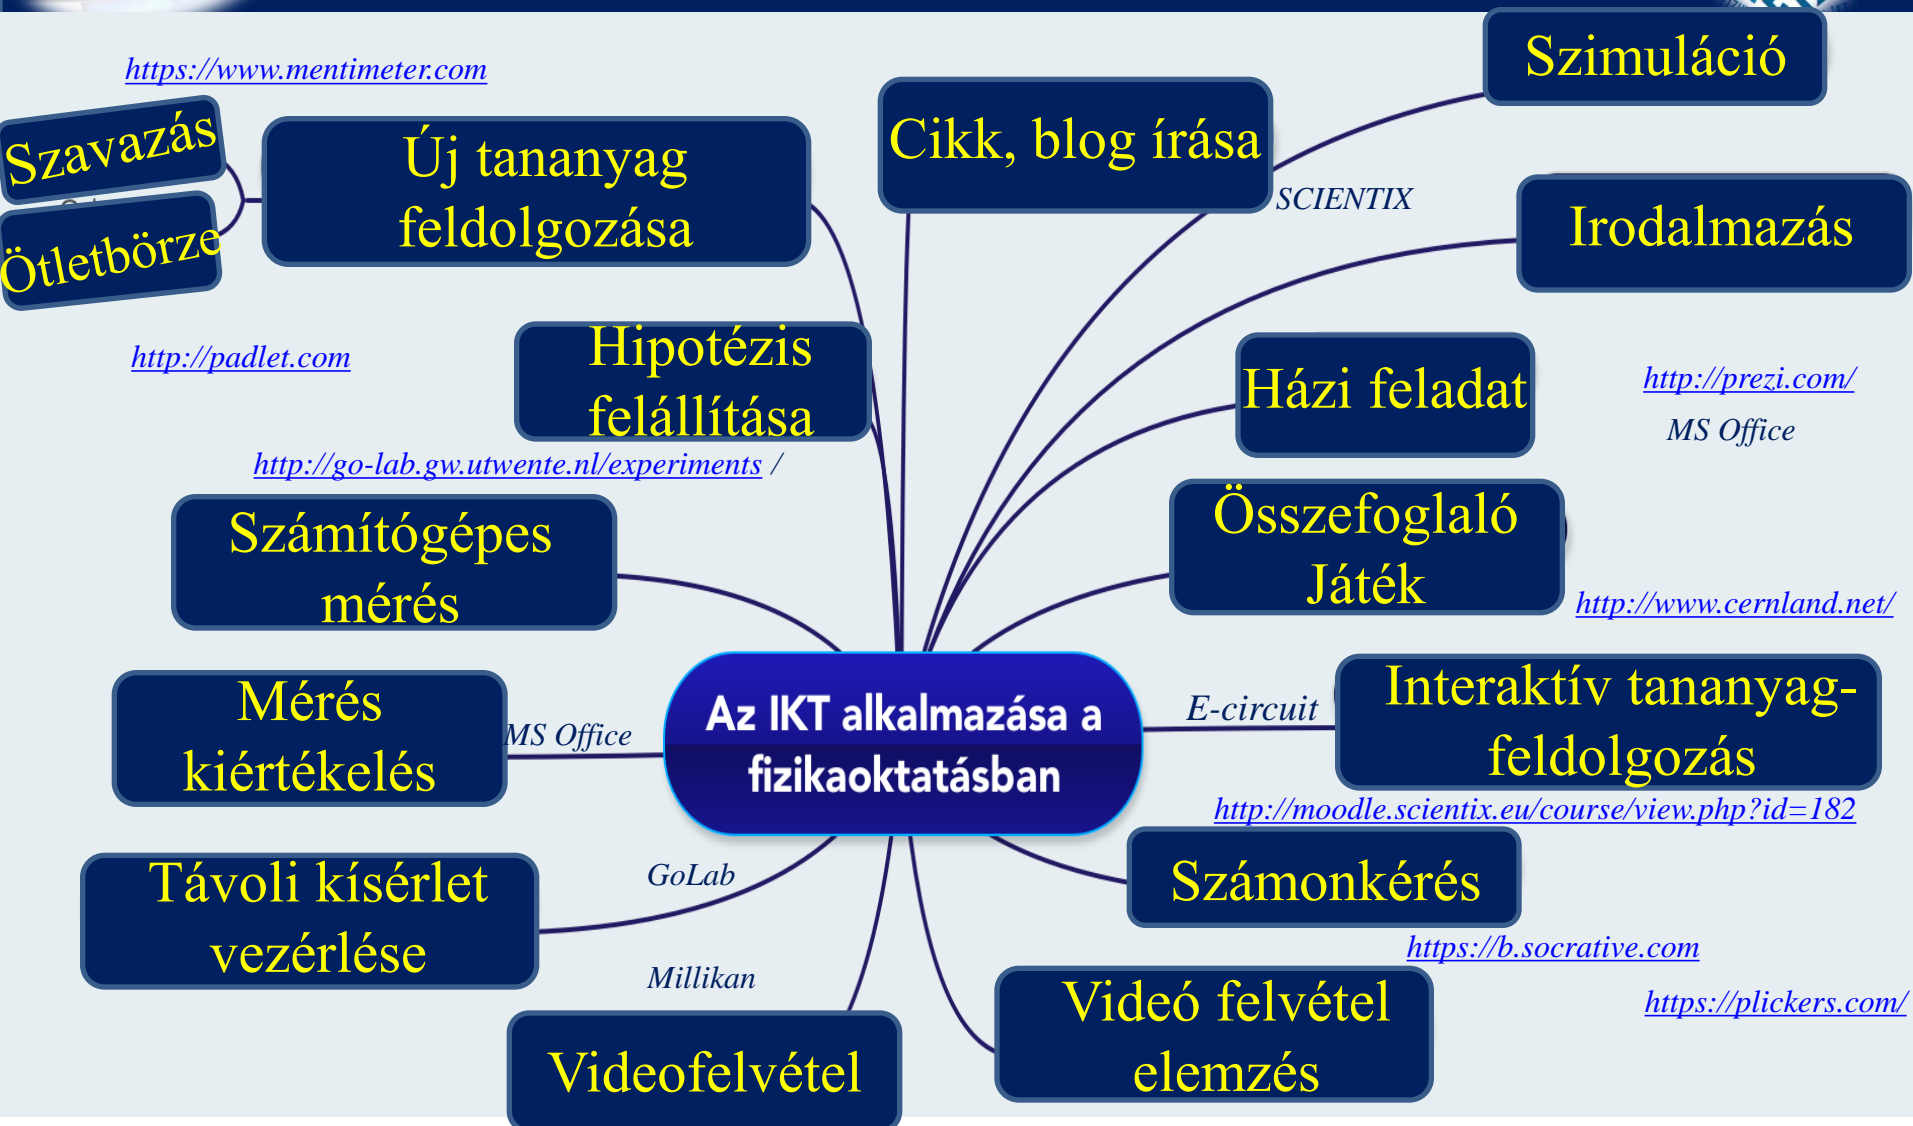 https://www.mentimeter.com
Szavazás
Ötletbörze
Új tananyag
feldolgozása
http://padlet.com
Cikk, blog írása
SCIENTIX
Szimuláció
Irodalmazás
Hipotézis
felállítása
http://go-lab.gw.utwente.nl/experiments /
Házi feladat
http://prezi.com/
MS Office
Számítógépes
mérés
Összefoglaló
Játék
http://www.cernland.net/
Mérés
kiértékelés
MS Office
Az IKT alkalmazása a
fizikaoktatásban
E-circuit
Interaktív tananyag-
feldolgozás
http://moodle.scientix.eu/course/view.php?id=182
Távoli kísérlet
vezérlése
GoLab
Millikan
Számonkérés
https://b.socrative.com
https://plickers.com/
Videofelvétel
Videó felvétel
elemzés